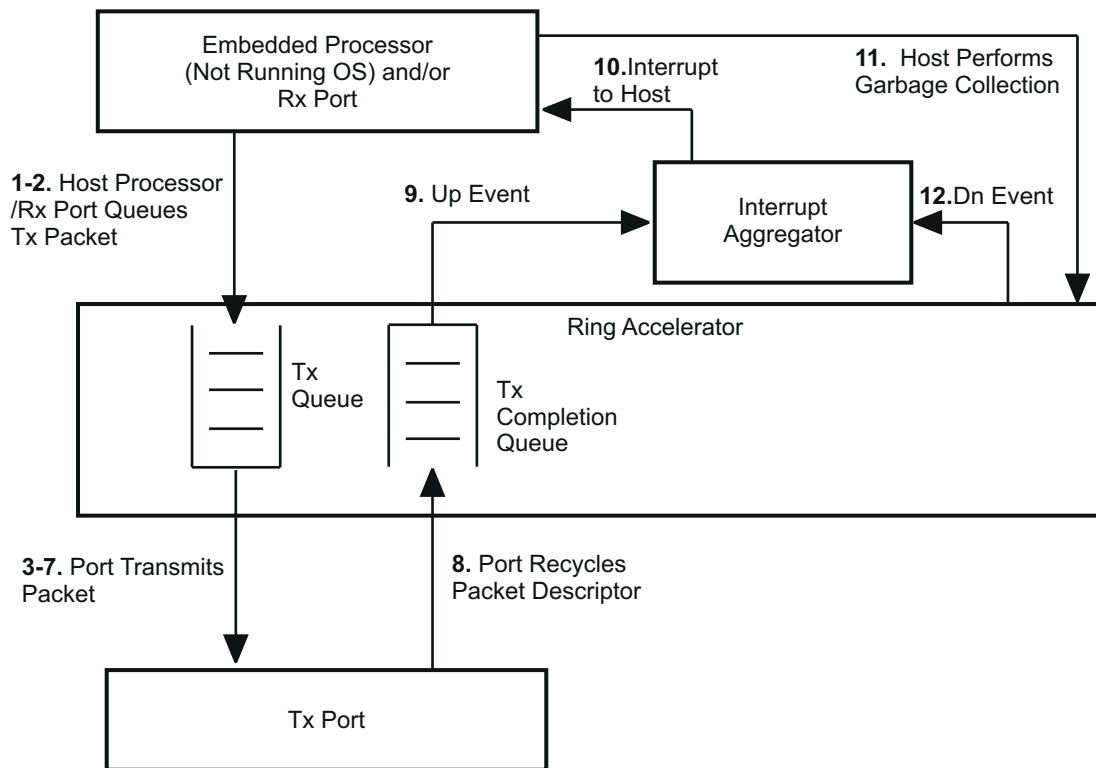 Embedded Processor
(Not Running OS) and/or
Rx Port
10.Interrupt
to Host
11. Host Performs
Garbage Collection
1-2. Host Processor
/Rx Port Queues
Tx Packet
9. Up Event
Interrupt
Aggregator
12.Dn Event
Ring Accelerator
Tx
Queue
Tx
Completion
Queue
3-7. Port Transmits
Packet
8. Port Recycles
Packet Descriptor
Tx Port